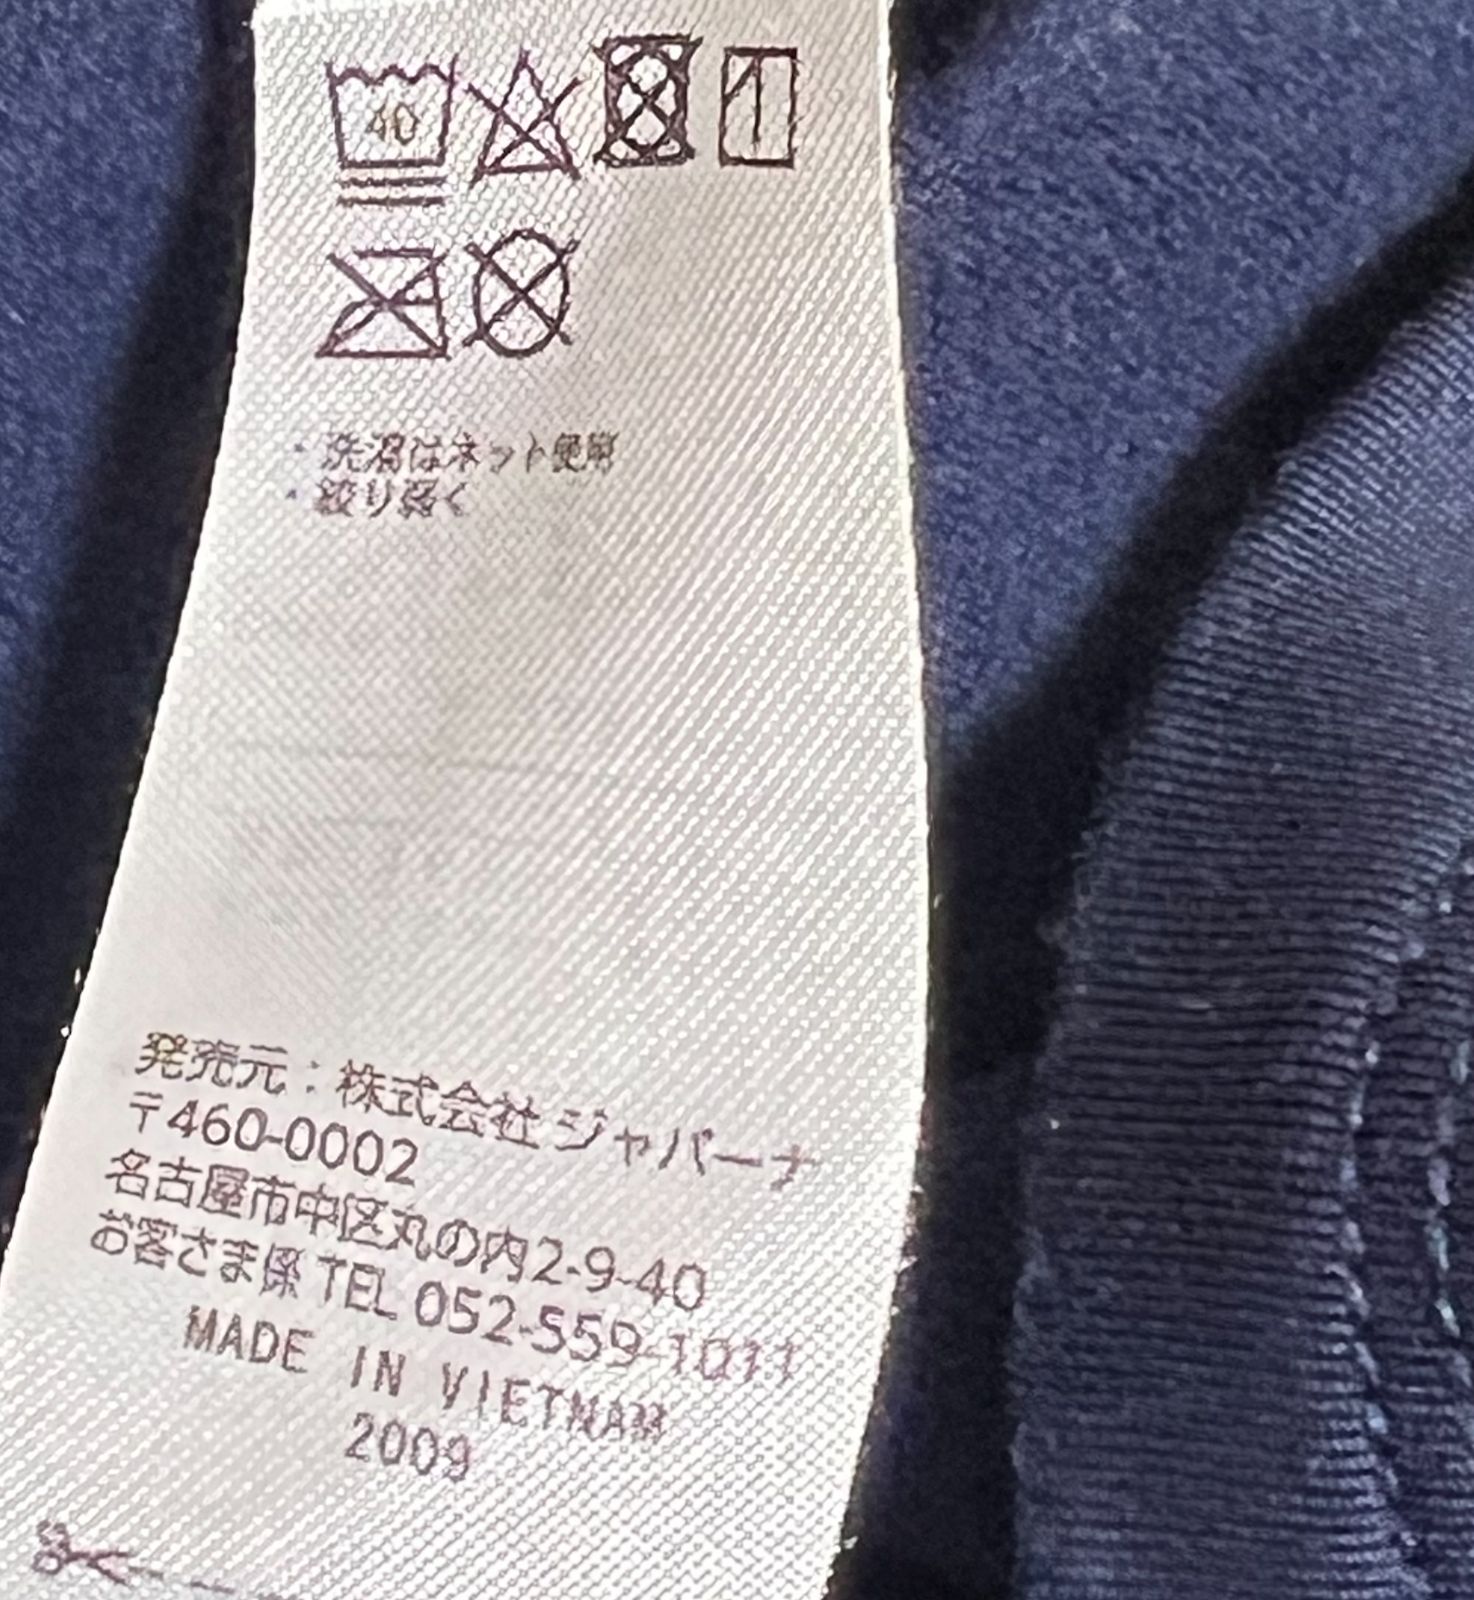 40
・洗濯はネット使用
・絞り弱く
発売元：株式会社 ジャパーナ
〒460-0002
名古屋市中区丸の内2-9-40
お客さま係 TEL 052-559-1011
MADE IN VIETNAM
2009